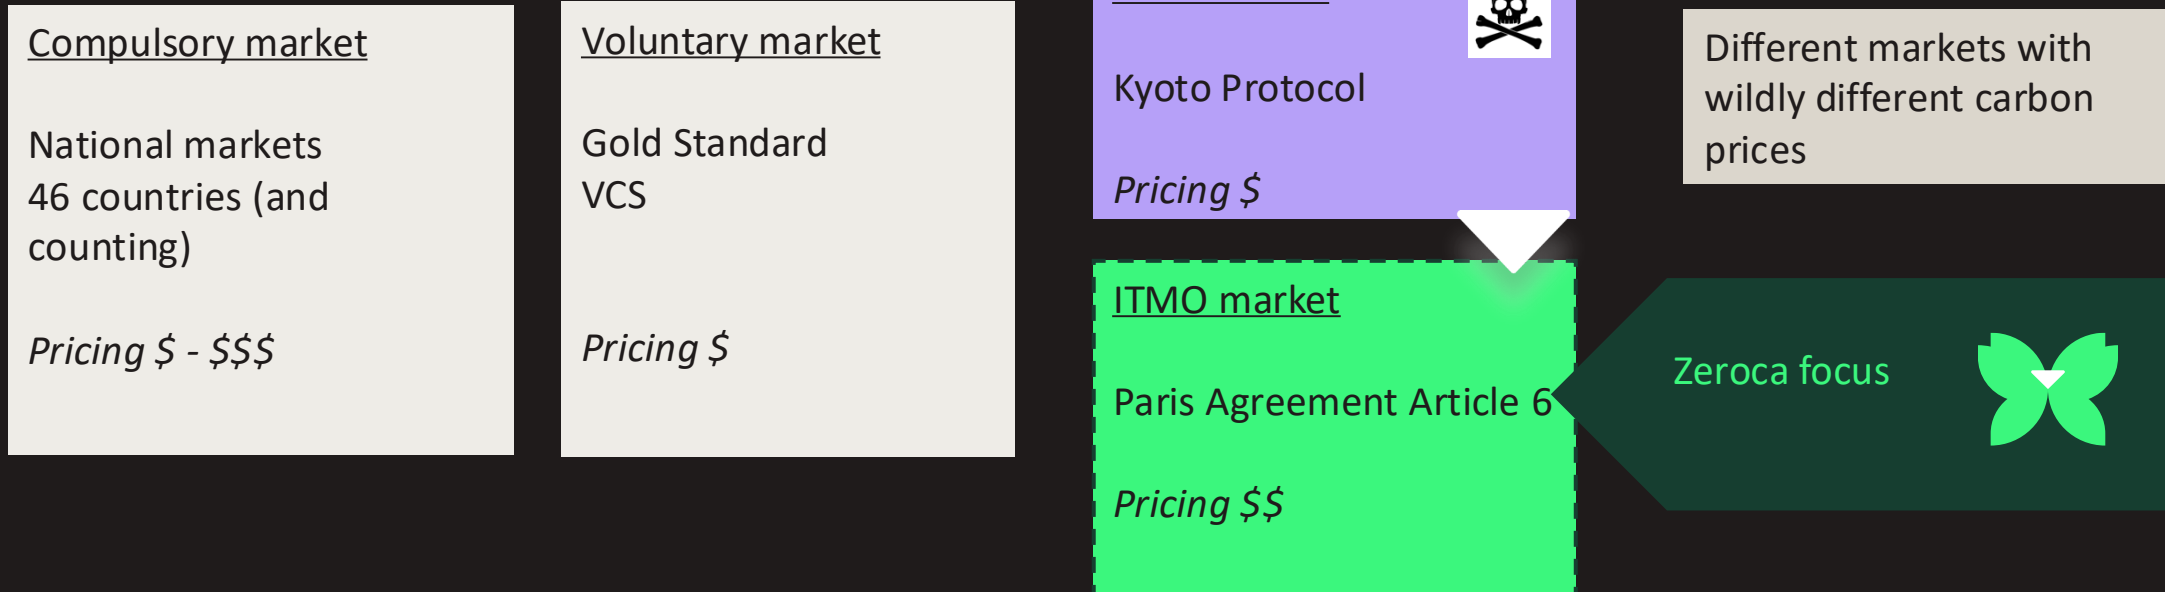 Compulsory market
National markets
46 countries (and
counting)
Pricing $ - $$$
Voluntary market
Gold Standard
VCS
Pricing $
Kyoto Protocol
Pricing $
ITMO market
Paris Agreement Article 6
Pricing $$
Different markets with
wildly different carbon
prices
Zeroca focus